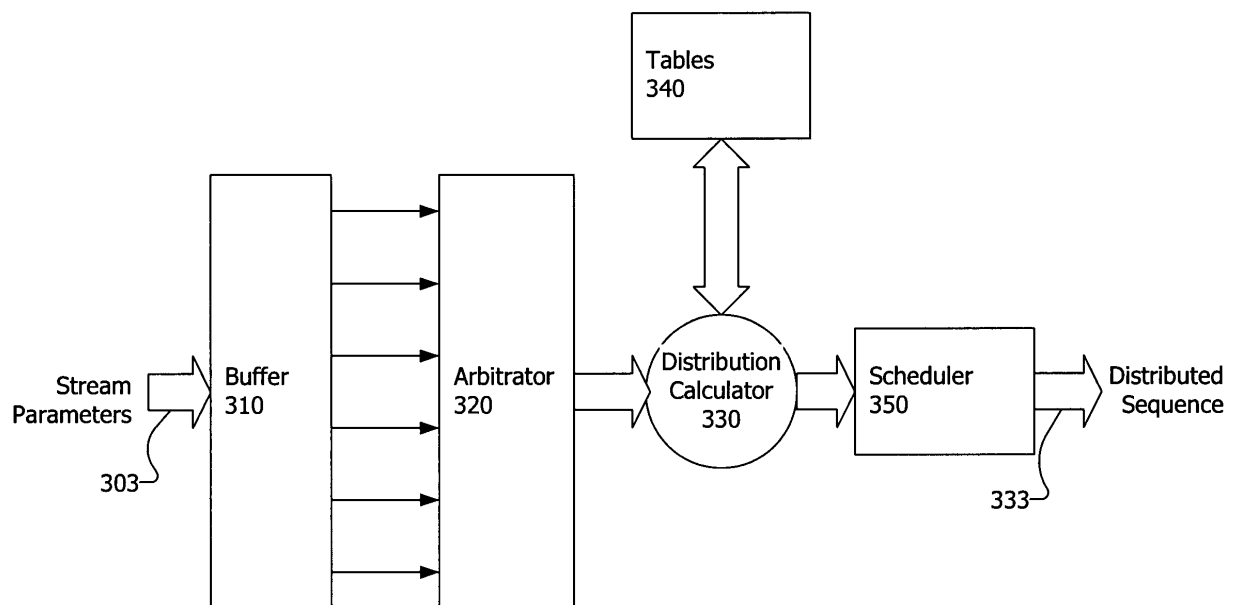 Tables
340
Stream
Parameters
303
Buffer
310
Arbitrator
320
Distribution
Calculator
330
Scheduler
350
Distributed
Sequence
333